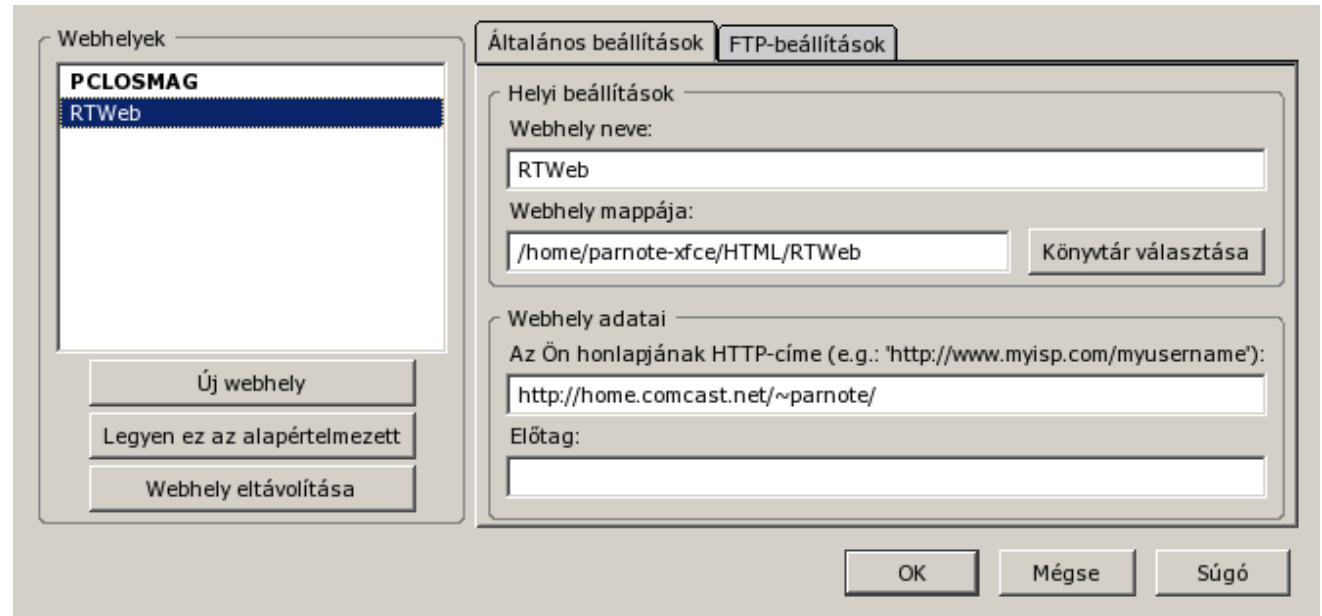 Webhelyek
PCLOSMAG
RTWeb
Új webhely
Legyen ez az alapértelmezett
Webhely eltávolítása
Általános beállítások
FTP-beállítások
Helyi beállítások
Webhely neve:
RTWeb
Webhely mappája:
/home/parnote-xfce/HTML/RTWeb
Könyvtár választása
Webhely adatai
Az Ön honlapjának HTTP-címe (e.g.: 'http://www.myisp.com/myusername'):
http://home.comcast.net/~parnote/
Előtag:
OK
Mégse
Súgó